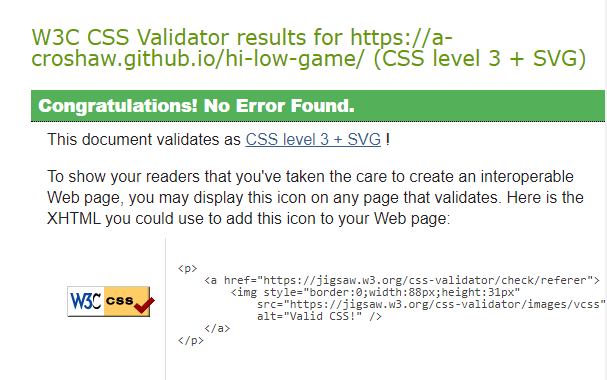 W3C CSS Validator results for https://a-
croshaw.github.io/hi-low-game/ (CSS level 3 + SVG)
Congratulations! No Error Found.
This document validates as CSS level 3 + SVG !
To show your readers that you've taken the care to create an interoperable
Web page, you may display this icon on any page that validates. Here is the
XHTML you could use to add this icon to your Web page:
<p>
<a href="https://jigsaw.w3.org/css-validator/check/referer">
<img style="border:0;width:88px;height:31px"
src="https://jigsaw.w3.org/css-validator/images/vcss"
alt="Valid CSS!" />
</a>
</p>
W3C css